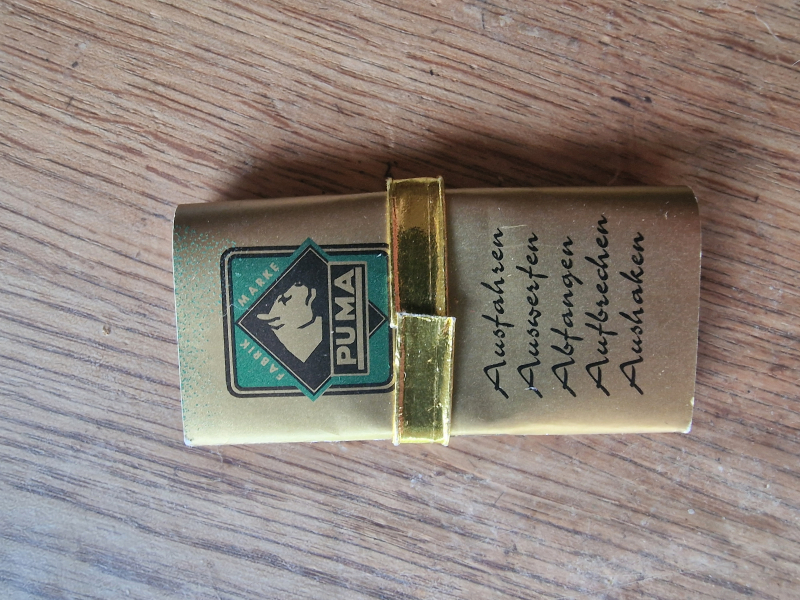 FABRIK MARKE
PUMA
Ausfahren
Auswerfen
Abfangen
Aufbrechen
Aushaken